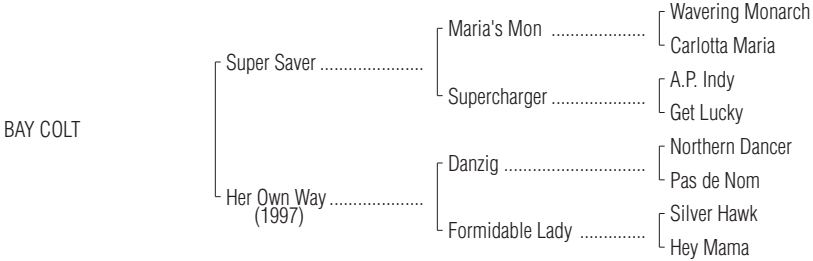 Wavering Monarch
Maria's Mon ....................
Carlotta Maria
Super Saver ......................
A.P. Indy
Supercharger ....................
Get Lucky
BAY COLT
Northern Dancer
Danzig ..............................
Pas de Nom
Her Own Way ....................
(1997)
Silver Hawk
Formidable Lady ..............
Hey Mama